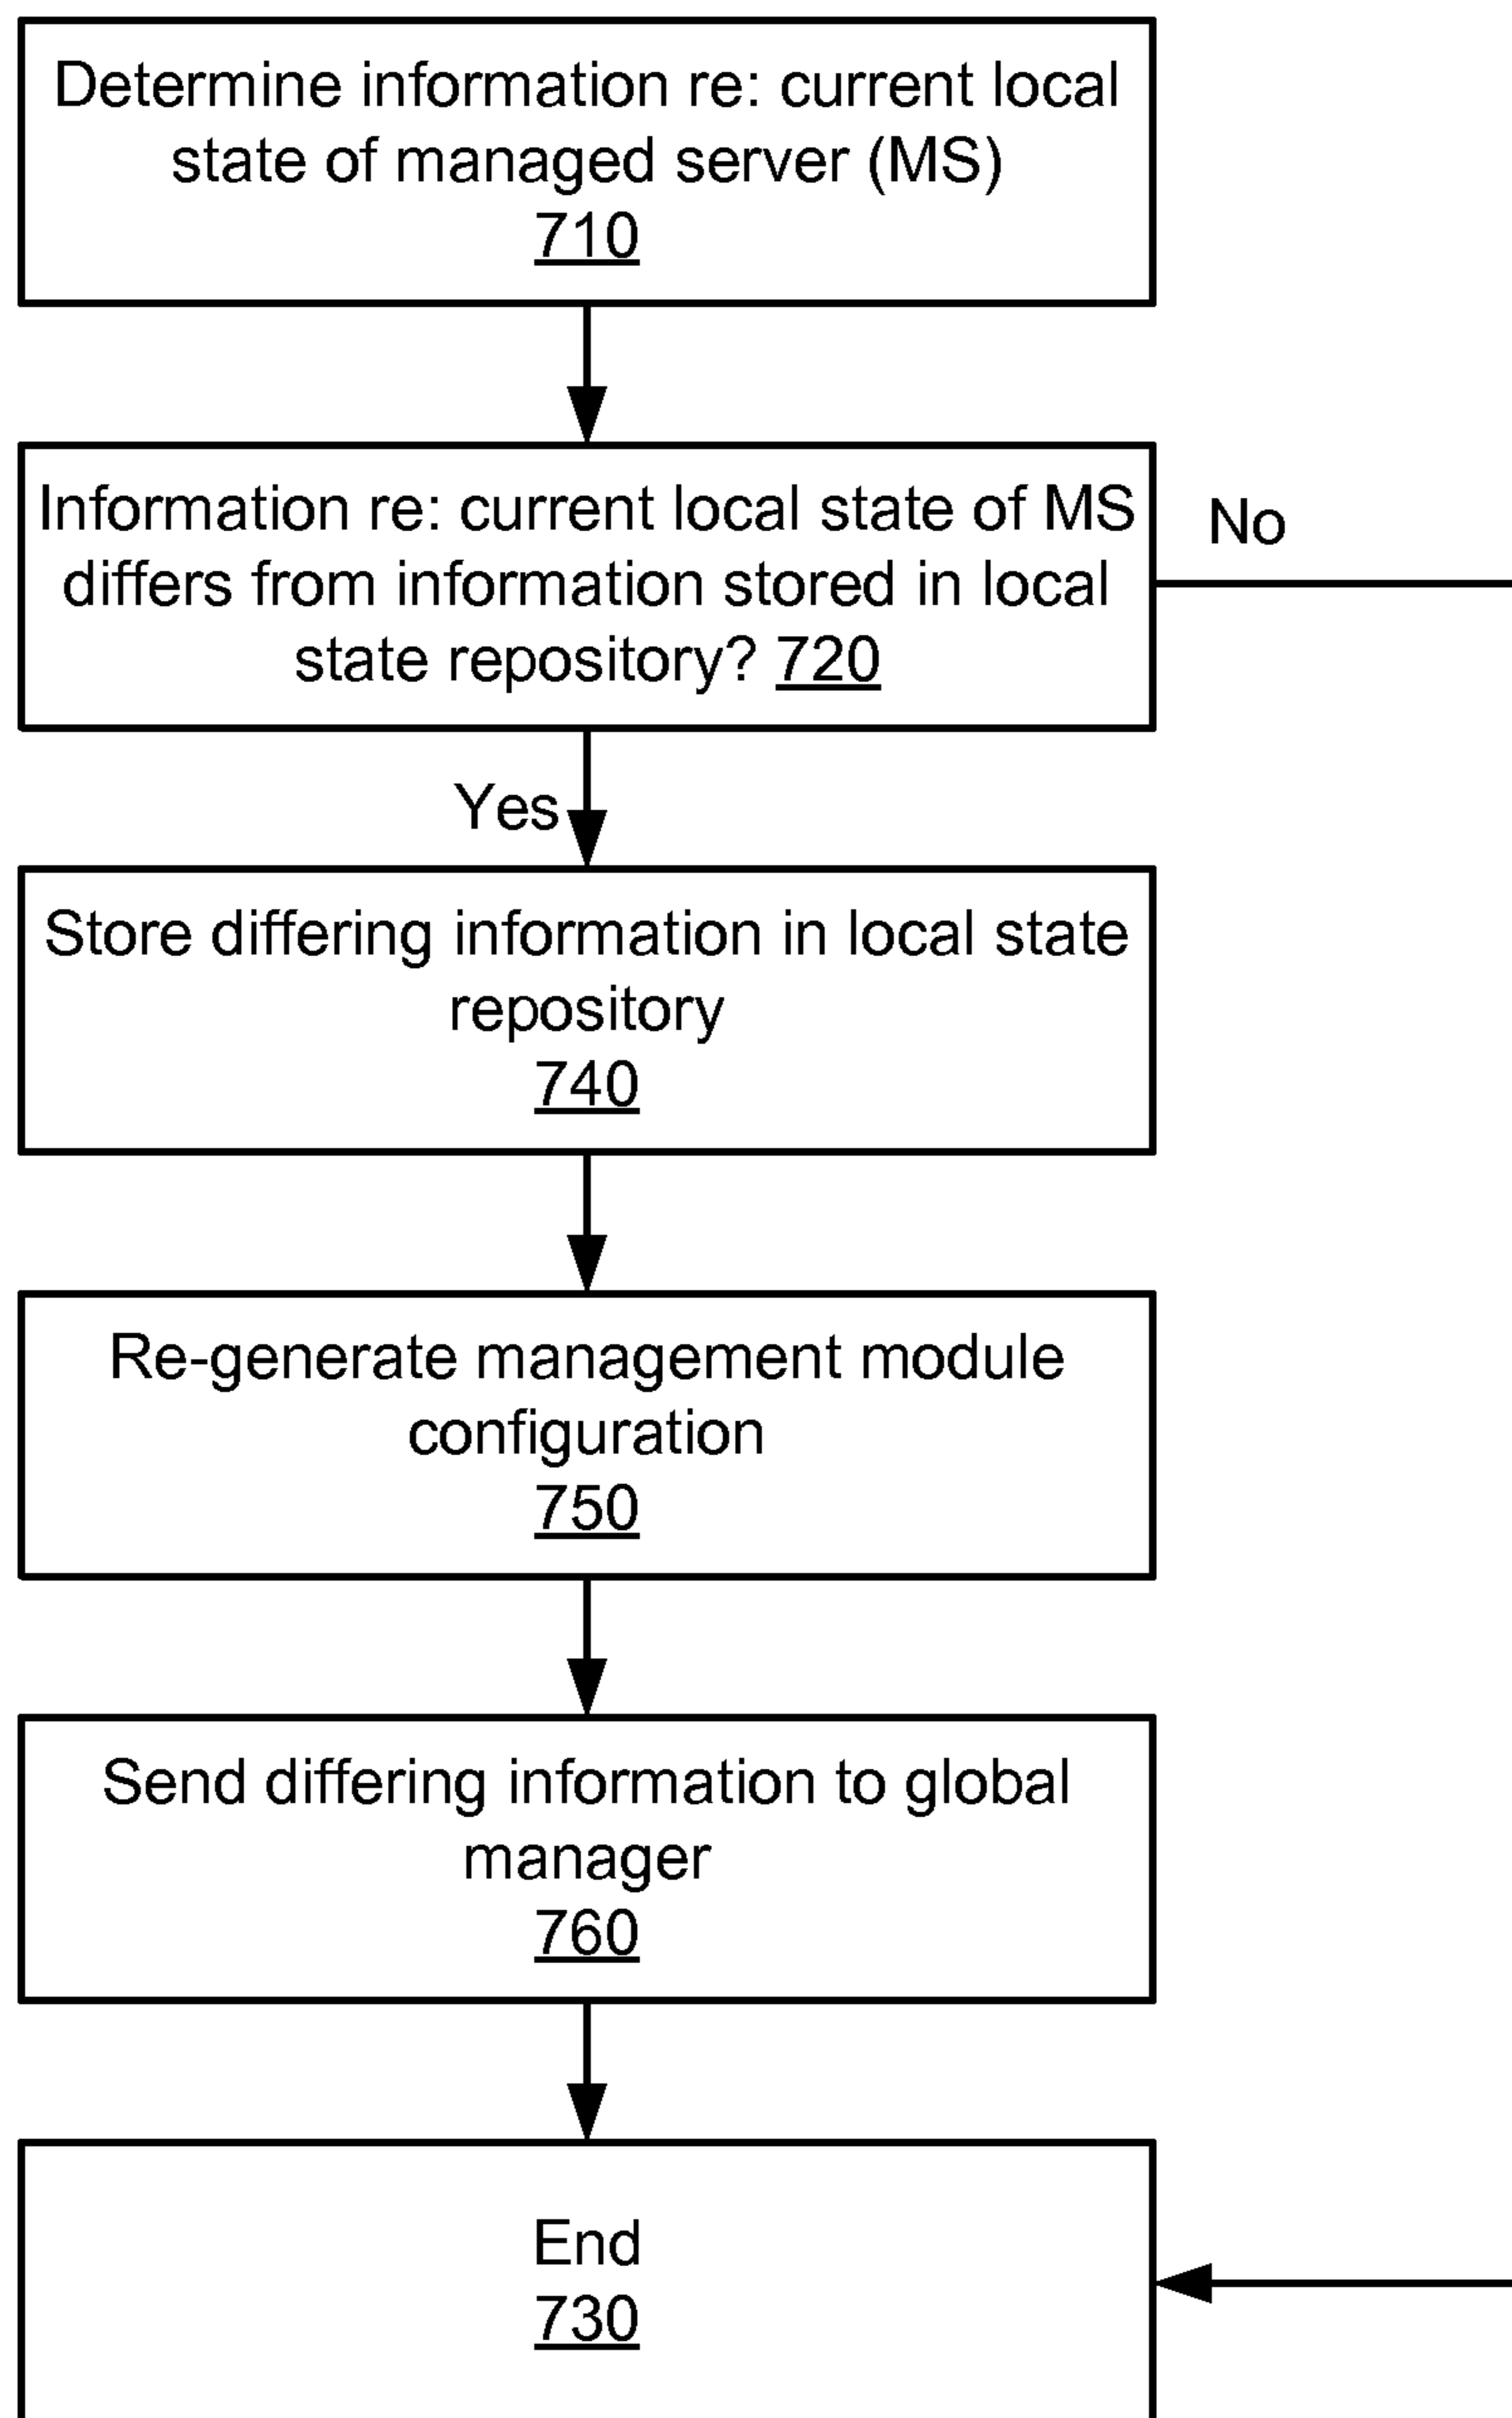 Determine information re: current local
state of managed server (MS)
710
Information re: current local state of MS
differs from information stored in local
state repository? 720
No
Yes
Store differing information in local state
repository
740
Re-generate management module
configuration
750
Send differing information to global
manager
760
End
730